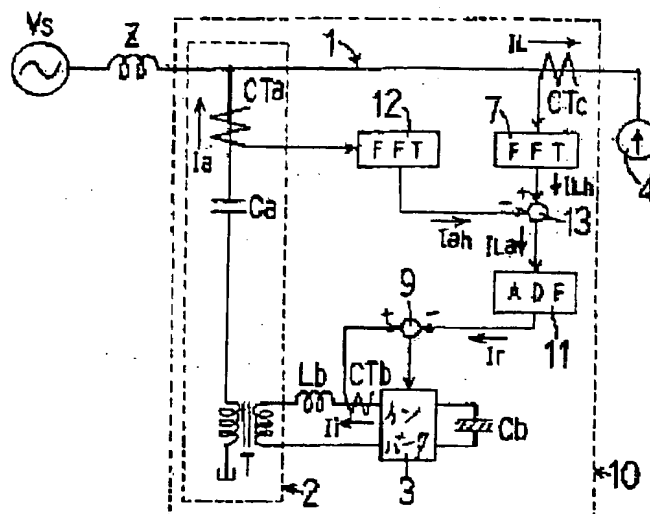 Vs
Z
1
IL
CTa
12
7
CTc
Ia
FFT
FFT
4
ILh
+
-
13
Ca
Iah
ILa
9
ADF
+
-
11
Ir
Lb
CTb
Ii
インバータ
Cb
T
2
3
10